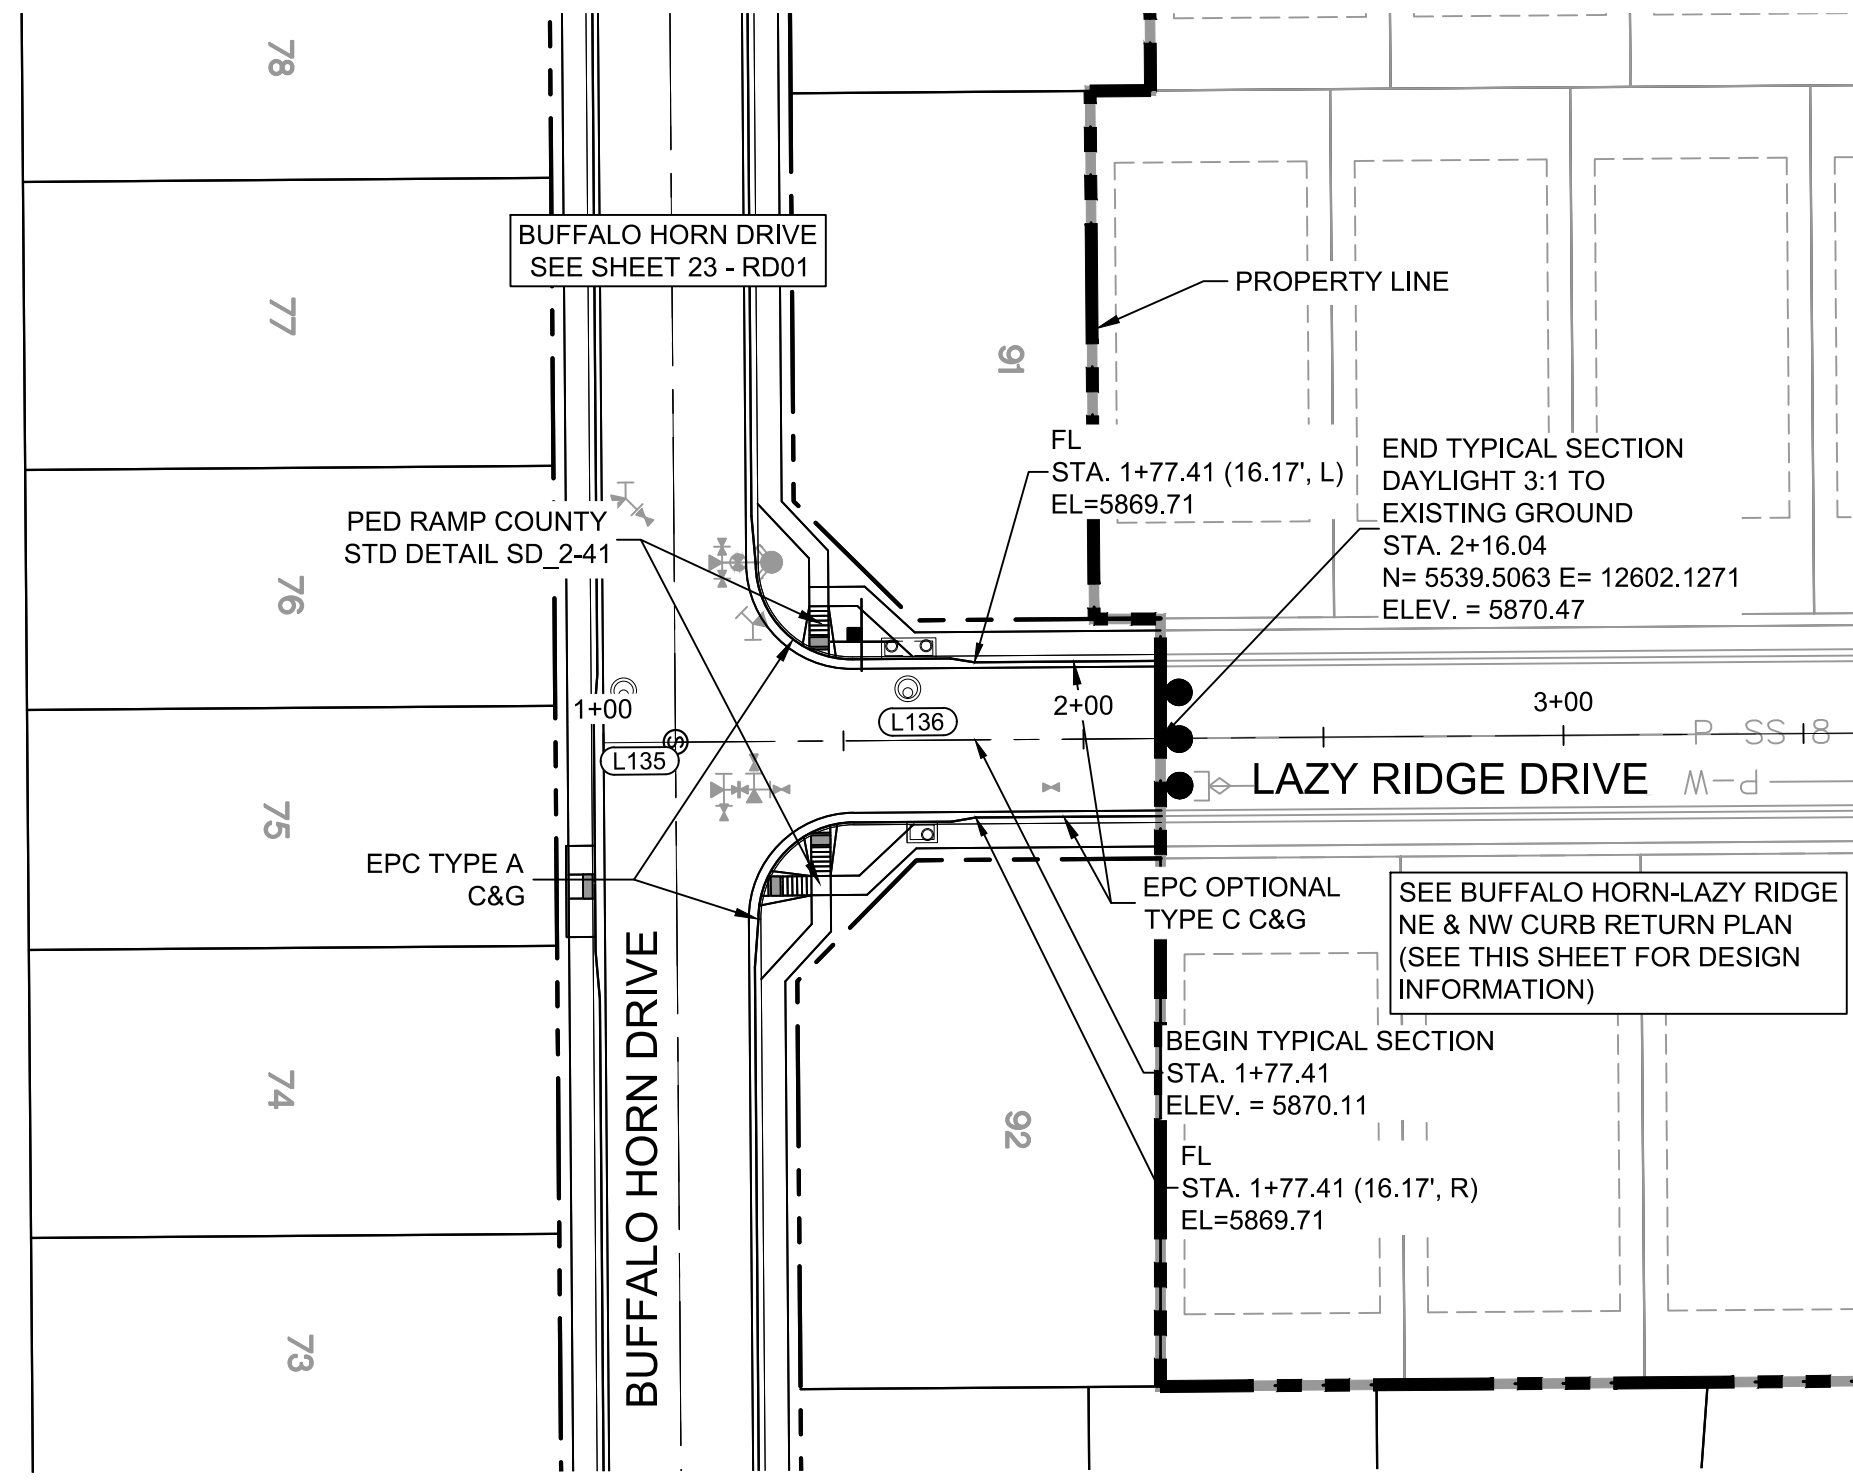 78
BUFFALO HORN DRIVE
SEE SHEET 23 - RD01
PROPERTY LINE
77
91
FL
STA. 1+77.41 (16.17', L)
EL=5869.71
END TYPICAL SECTION
DAYLIGHT 3:1 TO
EXISTING GROUND
STA. 2+16.04
N= 5539.5063 E= 12602.1271
ELEV. = 5870.47
PED RAMP COUNTY
STD DETAIL SD_2-41
76
1+00
2+00
3+00
L136
L135
S
P SS 8
LAZY RIDGE DRIVE
P-W
75
EPC TYPE A
C&G
EPC OPTIONAL
TYPE C C&G
SEE BUFFALO HORN-LAZY RIDGE
NE & NW CURB RETURN PLAN
(SEE THIS SHEET FOR DESIGN
INFORMATION)
BUFFALO HORN DRIVE
74
92
BEGIN TYPICAL SECTION
STA. 1+77.41
ELEV. = 5870.11
FL
STA. 1+77.41 (16.17', R)
EL=5869.71
73